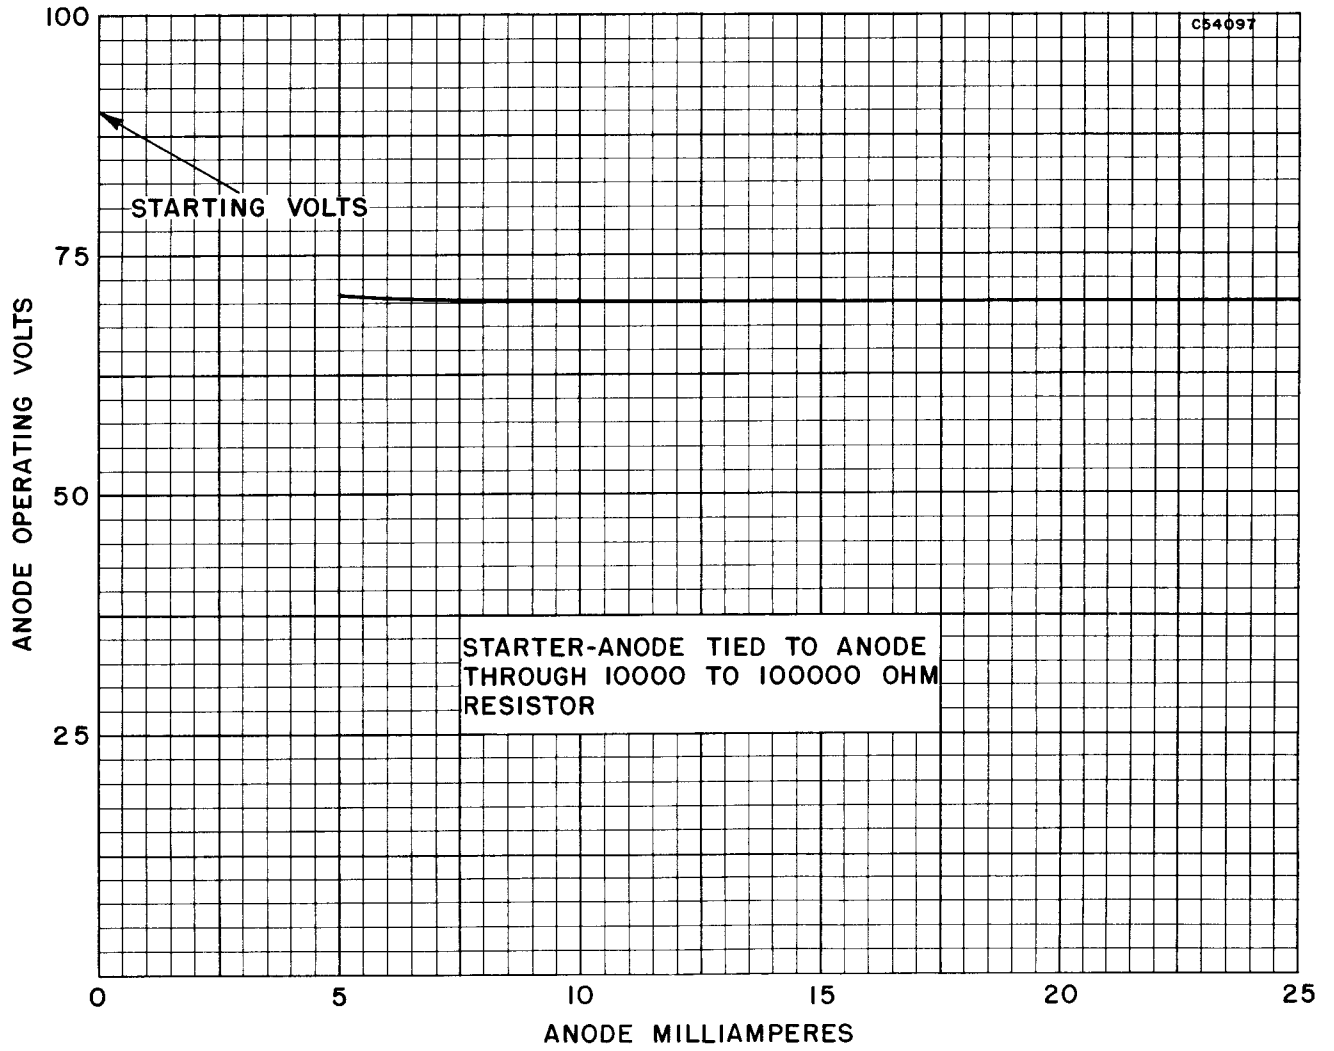 100
C54097
STARTING VOLTS
75
50
25
ANODE OPERATING VOLTS
STARTER-ANODE TIED TO ANODE
THROUGH 10000 TO 100000 OHM
RESISTOR
0 5 10 15 20 25
ANODE MILLIAMPERES